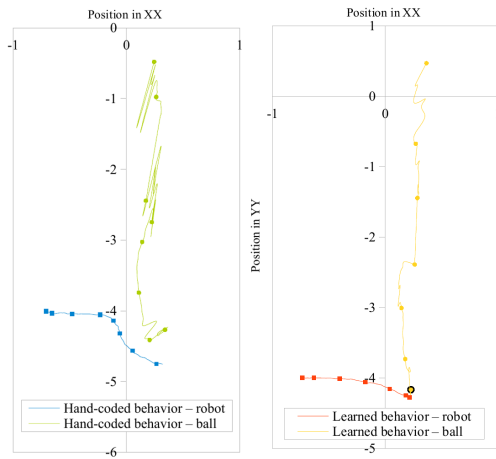 Position in XX
-1
0
1
0
-1
-2
-3
-4
-5
-6
Hand-coded behavior – robot
Hand-coded behavior – ball
Position in XX
Position in YY
1
-1
0
1
0
-1
-2
-3
-4
-5
Learned behavior – robot
Learned behavior – ball